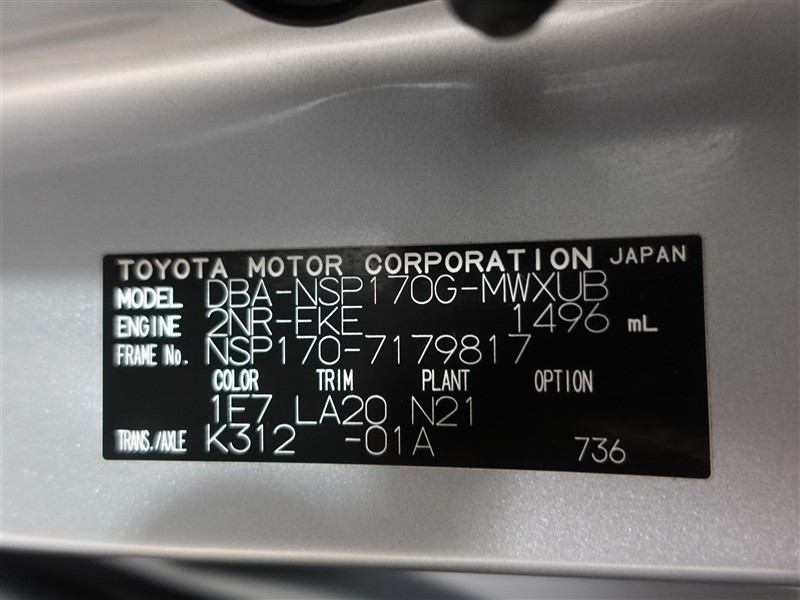 TOYOTA MOTOR CORPORATION JAPAN
MODEL DBA-NSP170G-MWXUB
ENGINE 2NR-FKE 1496 mL
FRAME No. NSP170-7179817
COLOR TRIM PLANT OPTION
1F7 LA20 N21
TRANS./AXLE K312 -01A 736